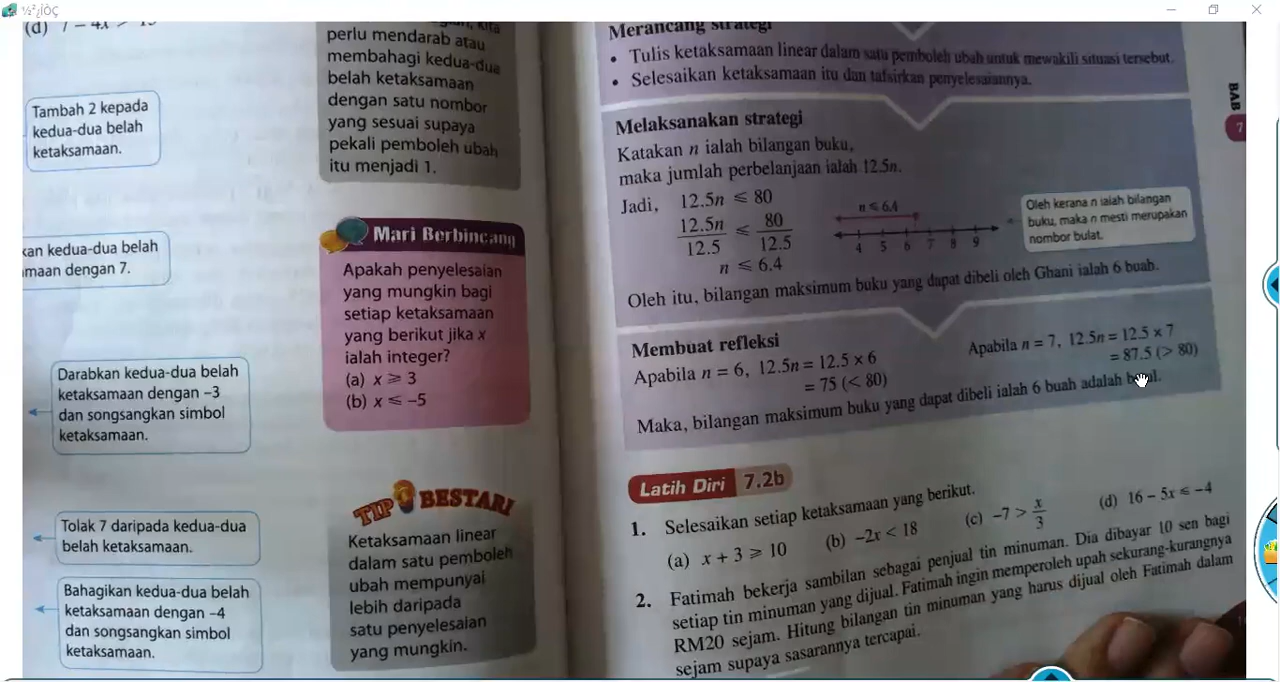 (d) 7 – 4x >
Tambah 2 kepada
kedua-dua belah
ketaksamaan.
kan kedua-dua belah
maan dengan 7.
Darabkan kedua-dua belah
ketaksamaan dengan –3
dan songsangkan simbol
ketaksamaan.
Tolak 7 daripada kedua-dua
belah ketaksamaan.
Bahagikan kedua-dua belah
ketaksamaan dengan –4
dan songsangkan simbol
ketaksamaan.
kita
perlu mendarab atau
membahagi kedua-dua
belah ketaksamaan
dengan satu nombor
yang sesuai supaya
pekali pemboleh ubah
itu menjadi 1.
Mari Berbincang
Apakah penyelesaian
yang mungkin bagi
setiap ketaksamaan
yang berikut jika x
ialah integer?
(a) x ⩾ 3
(b) x ⩽ –5
TIP BESTARI
Ketaksamaan linear
dalam satu pemboleh
ubah mempunyai
lebih daripada
satu penyelesaian
yang mungkin.
Merancang strategi
• Tulis ketaksamaan linear dalam satu pemboleh ubah untuk mewakili situasi tersebut.
• Selesaikan ketaksamaan itu dan tafsirkan penyelesaiannya.
BAB
7
Melaksanakan strategi
Katakan n ialah bilangan buku,
maka jumlah perbelanjaan ialah 12.5n.
Jadi, 12.5n ⩽ 80
12.5n/12.5 ⩽ 80/12.5
n ⩽ 6.4
n ⩽ 6.4
4 5 6 7 8 9
Oleh kerana n ialah bilangan
buku, maka n mesti merupakan
nombor bulat.
Oleh itu, bilangan maksimum buku yang dapat dibeli oleh Ghani ialah 6 buah.
Membuat refleksi
Apabila n = 6, 12.5n = 12.5 × 6
= 75 (< 80)
Apabila n = 7, 12.5n = 12.5 × 7
= 87.5 (> 80)
Maka, bilangan maksimum buku yang dapat dibeli ialah 6 buah adalah
Latih Diri 7.2b
1. Selesaikan setiap ketaksamaan yang berikut.
(a) x + 3 ⩾ 10 (b) –2x < 18 (c) –7 > x/3 (d) 16 – 5x ⩽ –4
2. Fatimah bekerja sambilan sebagai penjual tin minuman. Dia dibayar 10 sen bagi
setiap tin minuman yang dijual. Fatimah ingin memperoleh upah sekurang-kurangnya
RM20 sejam. Hitung bilangan tin minuman yang harus dijual oleh Fatimah dalam
sejam supaya sasarannya tercapai.